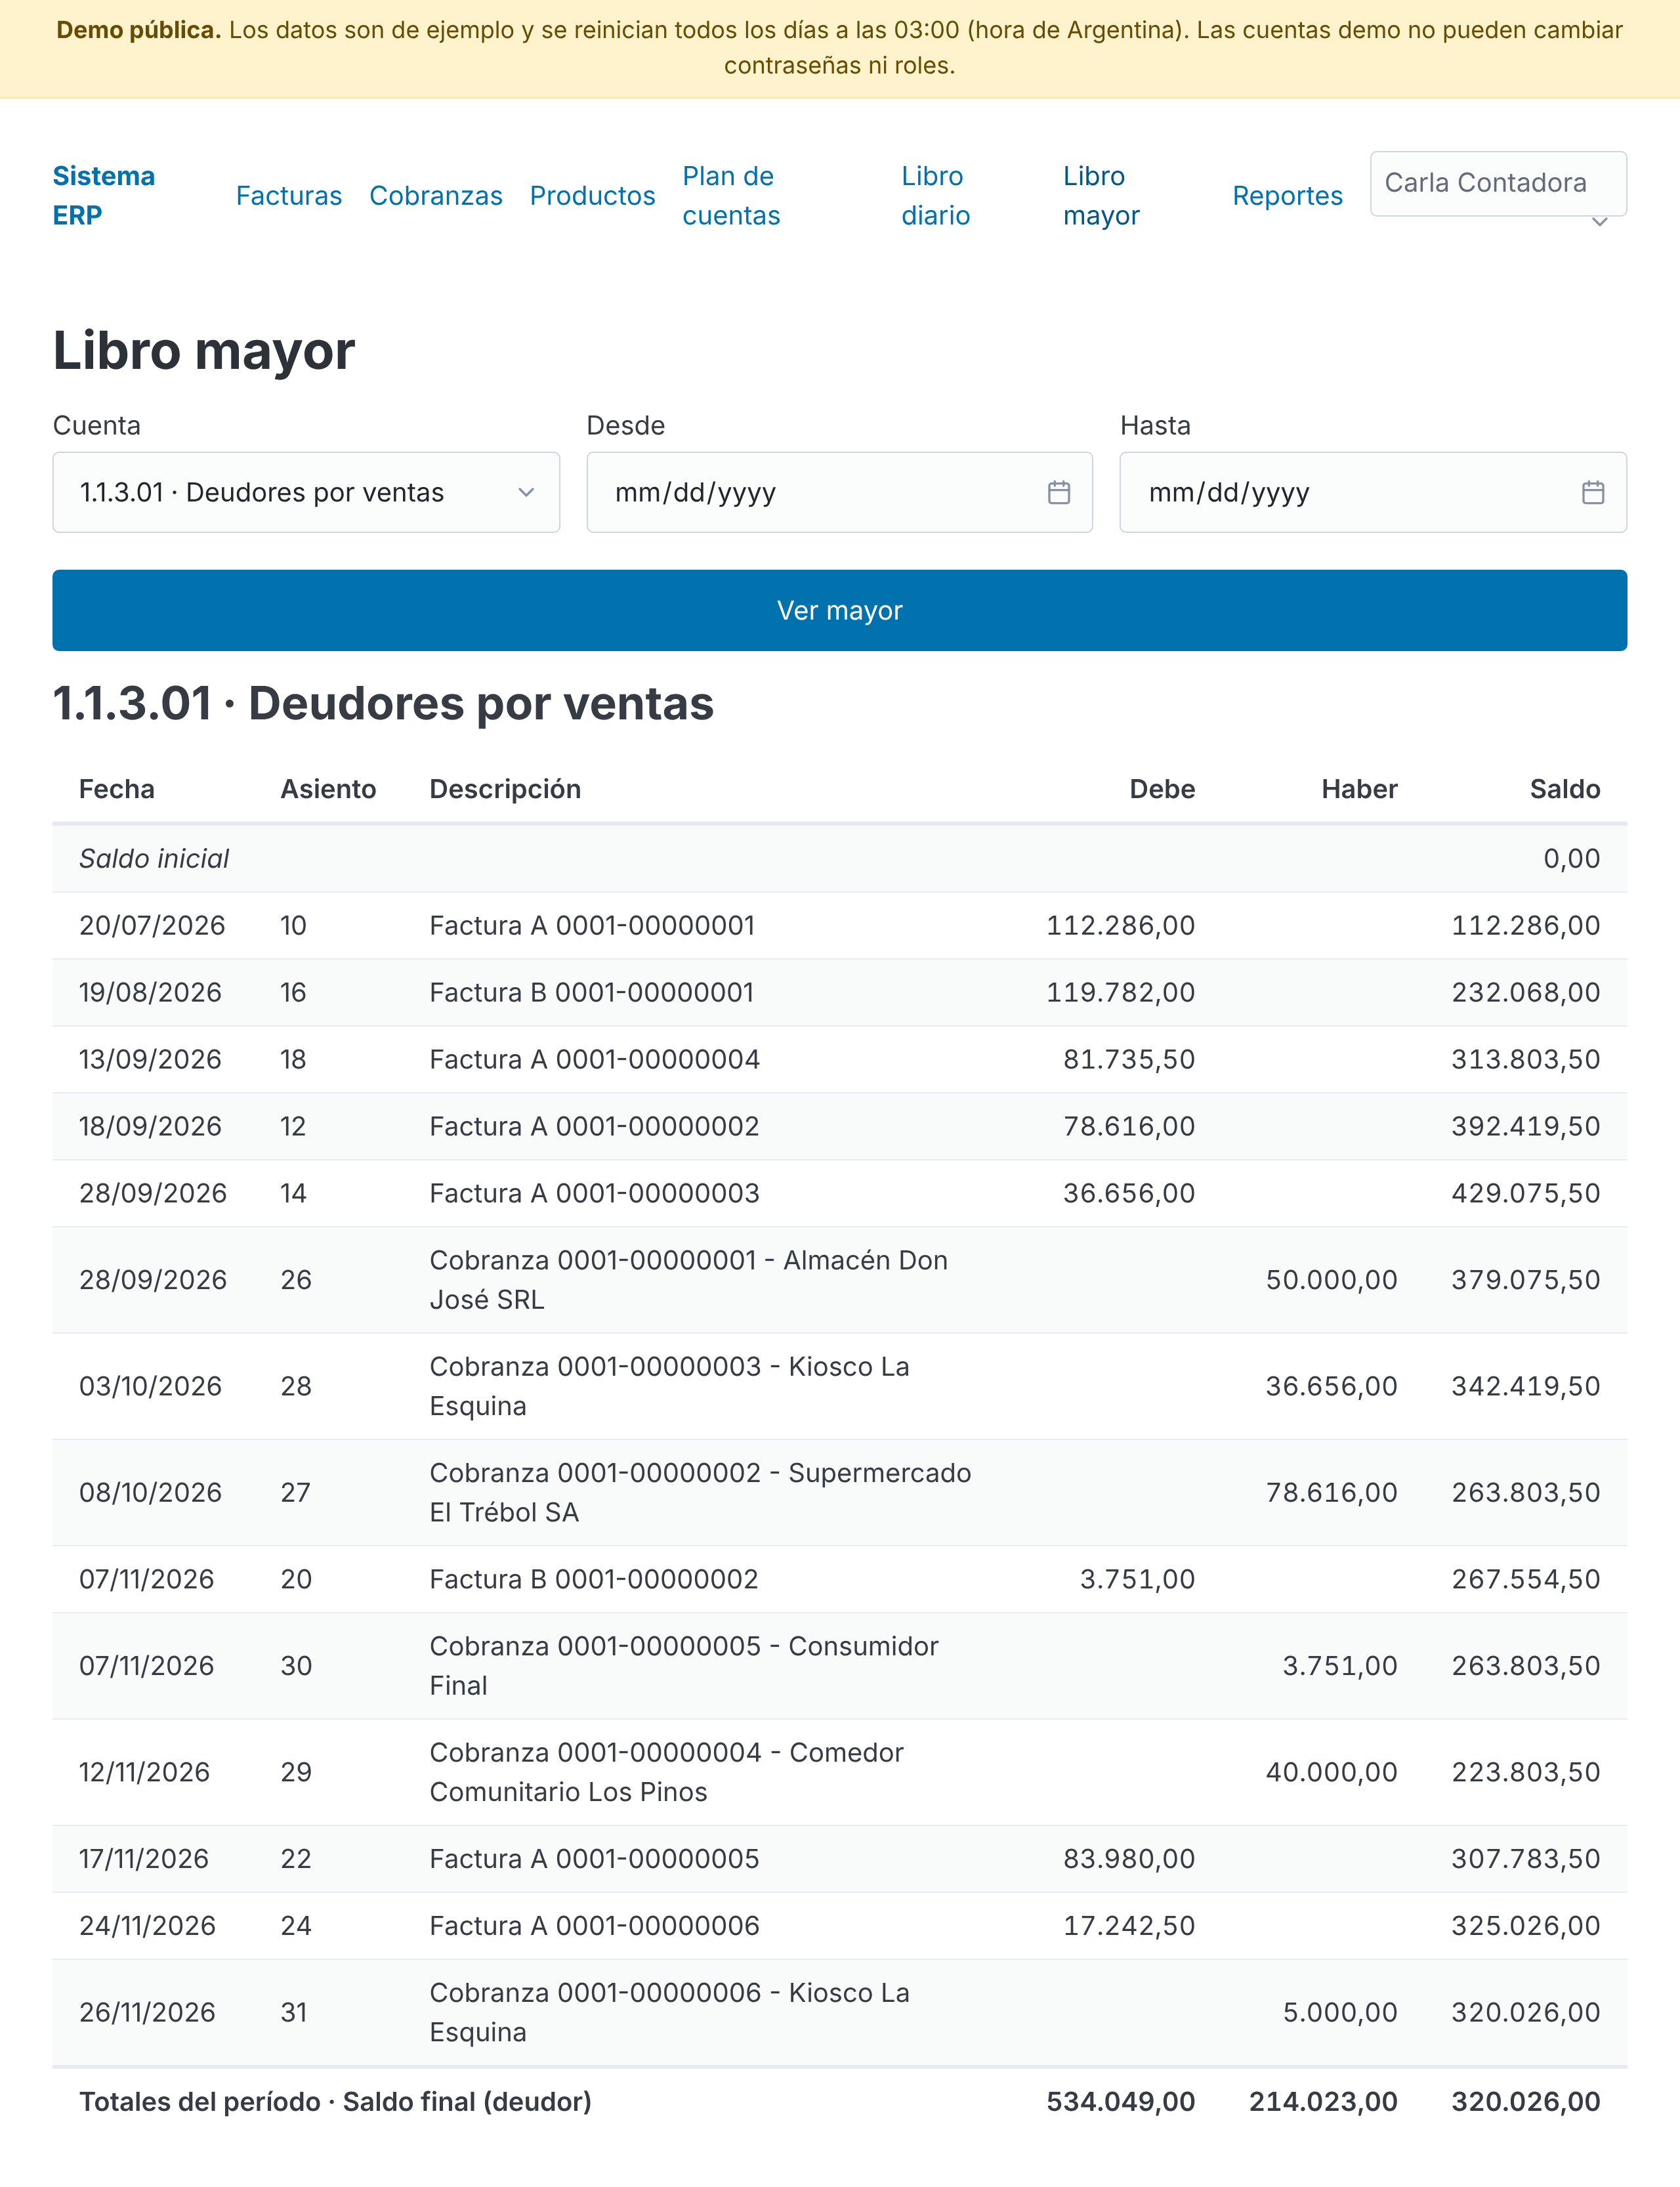 Demo pública. Los datos son de ejemplo y se reinician todos los días a las 03:00 (hora de Argentina). Las cuentas demo no pueden cambiar
contraseñas ni roles.
Sistema ERP Facturas Cobranzas Productos Plan de cuentas Libro diario Libro mayor Reportes Carla Contadora
Libro mayor
Cuenta Desde Hasta
1.1.3.01 · Deudores por ventas mm/dd/yyyy mm/dd/yyyy
Ver mayor
1.1.3.01 · Deudores por ventas
Fecha Asiento Descripción Debe Haber Saldo
Saldo inicial 0,00
20/07/2026 10 Factura A 0001-00000001 112.286,00 112.286,00
19/08/2026 16 Factura B 0001-00000001 119.782,00 232.068,00
13/09/2026 18 Factura A 0001-00000004 81.735,50 313.803,50
18/09/2026 12 Factura A 0001-00000002 78.616,00 392.419,50
28/09/2026 14 Factura A 0001-00000003 36.656,00 429.075,50
28/09/2026 26 Cobranza 0001-00000001 - Almacén Don José SRL 50.000,00 379.075,50
03/10/2026 28 Cobranza 0001-00000003 - Kiosco La Esquina 36.656,00 342.419,50
08/10/2026 27 Cobranza 0001-00000002 - Supermercado El Trébol SA 78.616,00 263.803,50
07/11/2026 20 Factura B 0001-00000002 3.751,00 267.554,50
07/11/2026 30 Cobranza 0001-00000005 - Consumidor Final 3.751,00 263.803,50
12/11/2026 29 Cobranza 0001-00000004 - Comedor Comunitario Los Pinos 40.000,00 223.803,50
17/11/2026 22 Factura A 0001-00000005 83.980,00 307.783,50
24/11/2026 24 Factura A 0001-00000006 17.242,50 325.026,00
26/11/2026 31 Cobranza 0001-00000006 - Kiosco La Esquina 5.000,00 320.026,00
Totales del período · Saldo final (deudor) 534.049,00 214.023,00 320.026,00